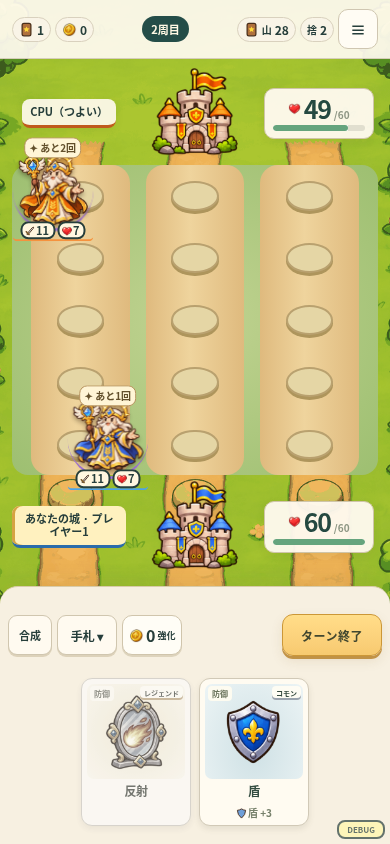 1
0
2周目
山 28
捨 2
CPU（つよい）
49 /60
あと2回
11 7
あと1回
11 7
あなたの城・プレ
イヤー1
60 /60
合成
手札 ▾
0 強化
ターン終了
防御 レジェンド
反射
防御 コモン
盾
盾 +3
DEBUG